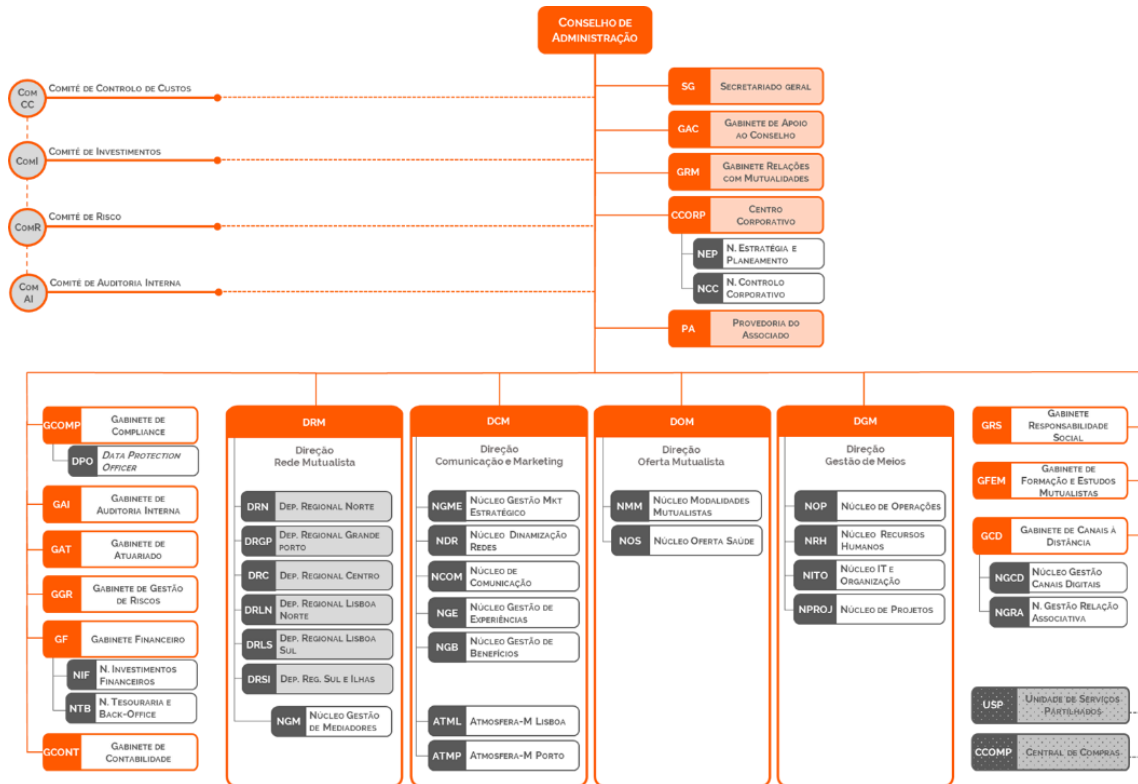 CONSELHO DE
ADMINISTRAÇÃO
COM
CC
COMITÉ DE CONTROLO DE CUSTOS
COMI
COMITÉ DE INVESTIMENTOS
COMR
COMITÉ DE RISCO
COM
AI
COMITÉ DE AUDITORIA INTERNA
SG
SECRETARIADO GERAL
GAC
GABINETE DE APOIO
AO CONSELHO
GRM
GABINETE RELAÇÕES
COM MUTUALIDADES
CCORP
CENTRO
CORPORATIVO
NEP
N. ESTRATÉGIA E
PLANEAMENTO
NCC
N. CONTROLO
CORPORATIVO
PA
PROVEDORIA DO
ASSOCIADO
GCOMP
GABINETE DE
COMPLIANCE
DPO
DATA PROTECTION
OFFICER
GAI
GABINETE DE
AUDITORIA INTERNA
GAT
GABINETE DE
ATUARIADO
GGR
GABINETE DE GESTÃO
DE RISCOS
GF
GABINETE FINANCEIRO
NIF
N. INVESTIMENTOS
FINANCEIROS
NTB
N. TESOURARIA E
BACK-OFFICE
GCONT
GABINETE DE
CONTABILIDADE
DRM
Direção
Rede Mutualista
DRN
DEP. REGIONAL NORTE
DRGP
DEP. REGIONAL GRANDE
PORTO
DRC
DEP. REGIONAL CENTRO
DRLN
DEP. REGIONAL LISBOA
NORTE
DRLS
DEP. REGIONAL LISBOA
SUL
DRSI
DEP. REG. SUL E ILHAS
NGM
NÚCLEO GESTÃO
DE MEDIADORES
DCM
Direção
Comunicação e Marketing
NGME
NÚCLEO GESTÃO MKT
ESTRATÉGICO
NDR
NÚCLEO DINAMIZAÇÃO
REDES
NCOM
NÚCLEO DE
COMUNICAÇÃO
NGE
NÚCLEO GESTÃO DE
EXPERIÊNCIAS
NGB
NÚCLEO GESTÃO DE
BENEFÍCIOS
ATML
ATMOSFERA-M LISBOA
ATMP
ATMOSFERA-M PORTO
DOM
Direção
Oferta Mutualista
NMM
NÚCLEO MODALIDADES
MUTUALISTAS
NOS
NÚCLEO OFERTA SAÚDE
DGM
Direção
Gestão de Meios
NOP
NÚCLEO DE OPERAÇÕES
NRH
NÚCLEO RECURSOS
HUMANOS
NITO
NÚCLEO IT E
ORGANIZAÇÃO
NPROJ
NÚCLEO DE PROJETOS
GRS
GABINETE
RESPONSABILIDADE
SOCIAL
GFEM
GABINETE DE
FORMAÇÃO E ESTUDOS
MUTUALISTAS
GCD
GABINETE DE CANAIS À
DISTÂNCIA
NGCD
NÚCLEO GESTÃO
CANAIS DIGITAIS
NGRA
N. GESTÃO RELAÇÃO
ASSOCIATIVA
USP
UNIDADE DE SERVIÇOS
PARTILHADOS
CCOMP
CENTRAL DE COMPRAS